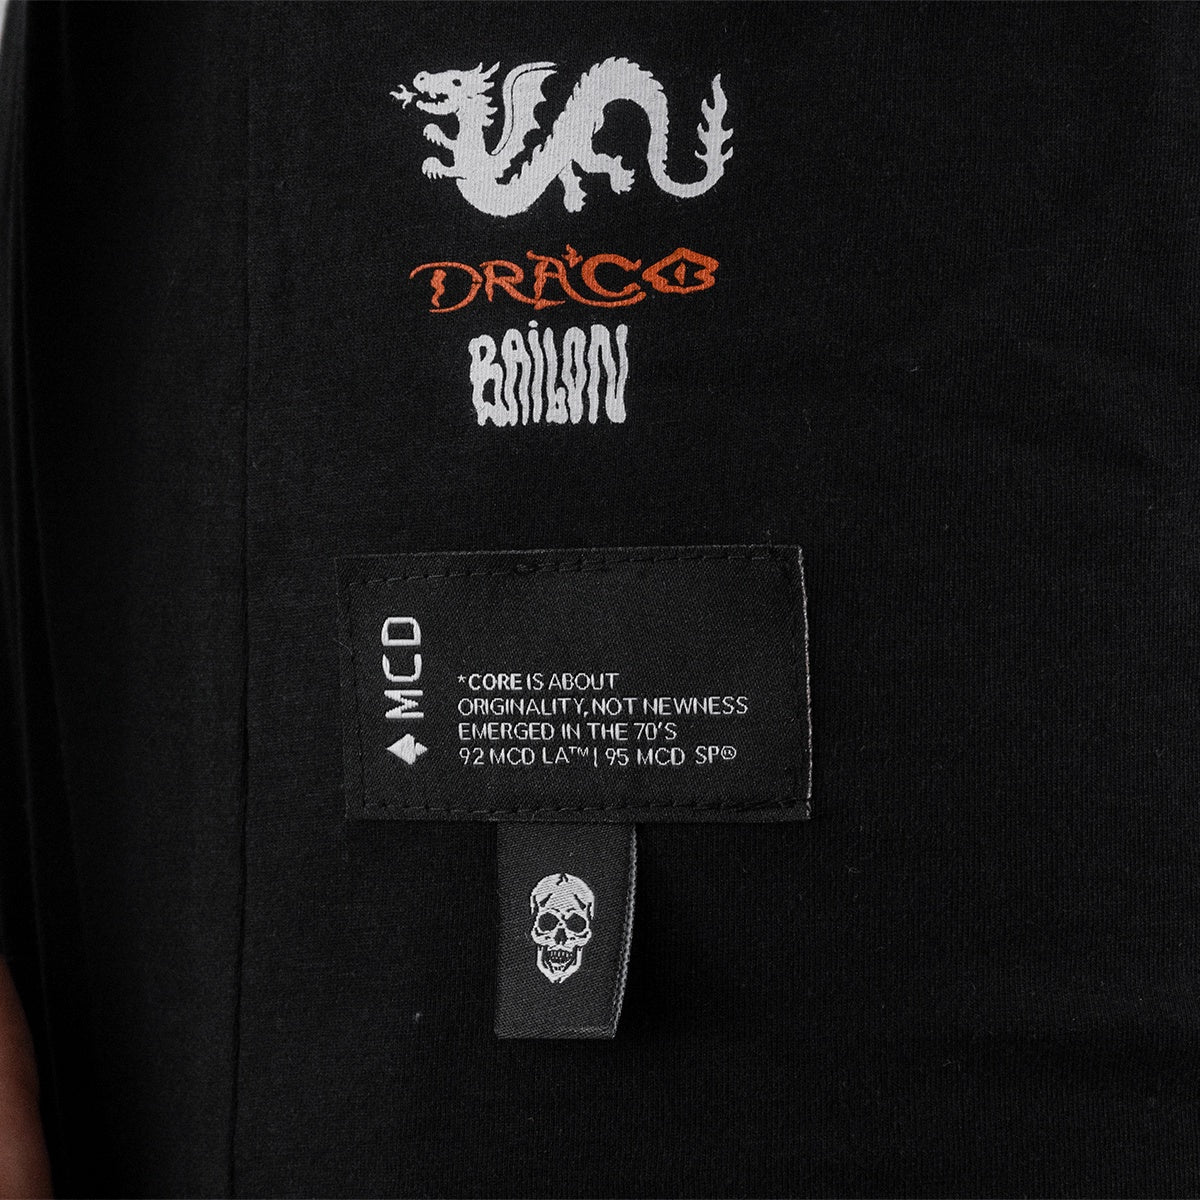 DRACO
BAiLON
MCD
*CORE IS ABOUT
ORIGINALITY, NOT NEWNESS
EMERGED IN THE 70'S
92 MCD LA™ | 95 MCD SP®